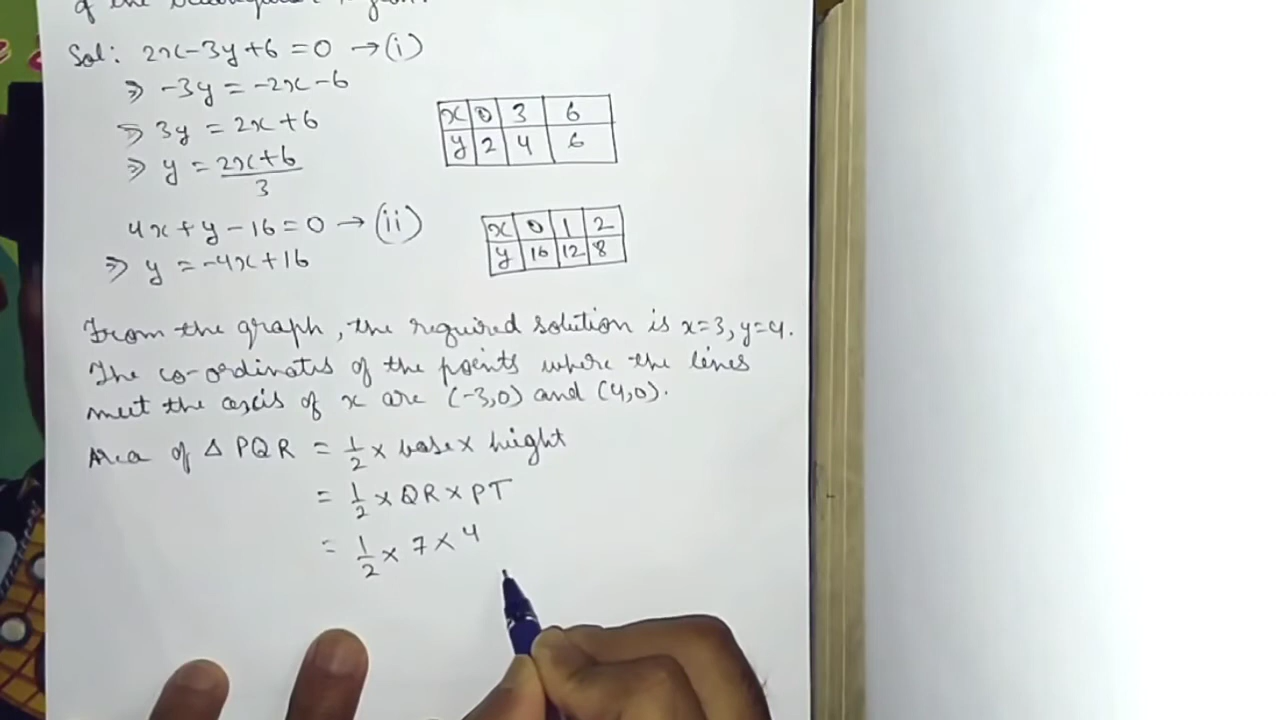 of the
Sol: 2x-3y+6=0 →(i)
⇒ -3y = -2x-6
⇒ 3y = 2x+6
⇒ y = 2x+6/3
x 0 3 6
y 2 4 6
4x+y-16=0 →(ii)
⇒ y = -4x+16
x 0 1 2
y 16 12 8
From the graph, the required solution is x=3, y=4.
The co-ordinates of the points where the lines
meet the axis of x are (-3,0) and (4,0).
Area of △ PQR = 1/2 × base × height
= 1/2 × QR × PT
= 1/2 × 7 × 4